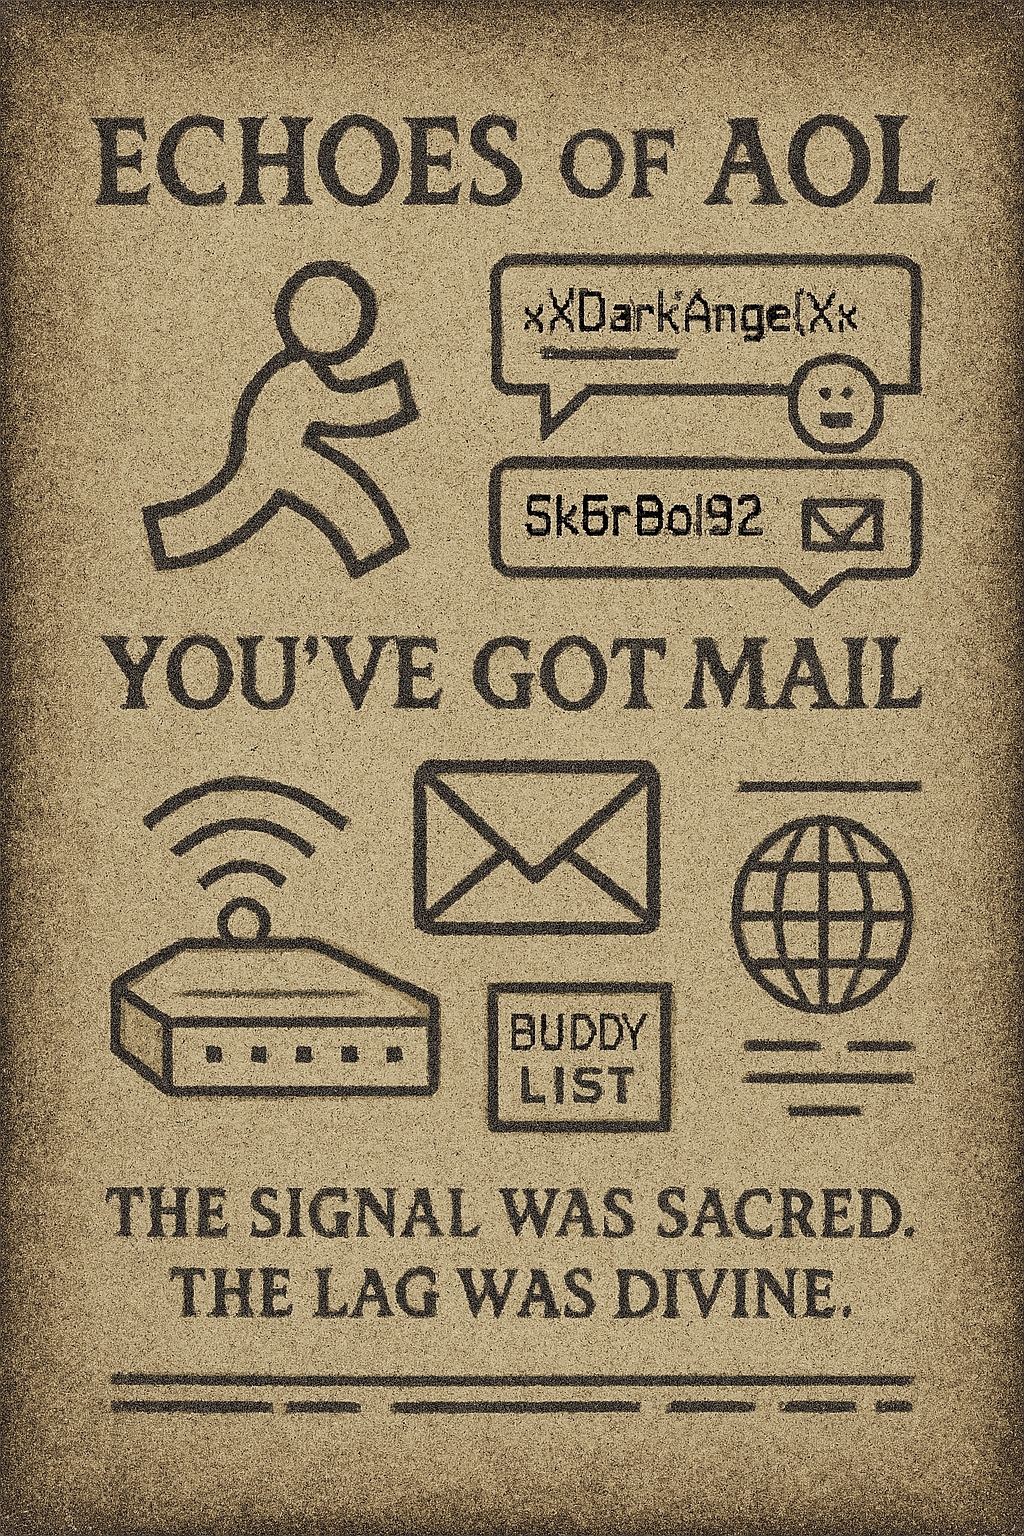 ECHOES OF AOL
xXDarkAngelXx
Sk6rBol92
YOU'VE GOT MAIL
BUDDY
LIST
THE SIGNAL WAS SACRED.
THE LAG WAS DIVINE.